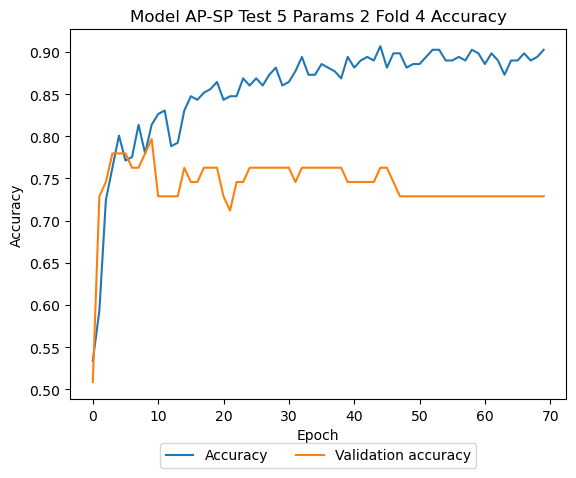 Model AP-SP Test 5 Params 2 Fold 4 Accuracy
0.90
0.85
0.80
0.75
0.70
0.65
0.60
0.55
0.50
Accuracy
0 10 20 30 40 50 60 70
Epoch
Accuracy Validation accuracy